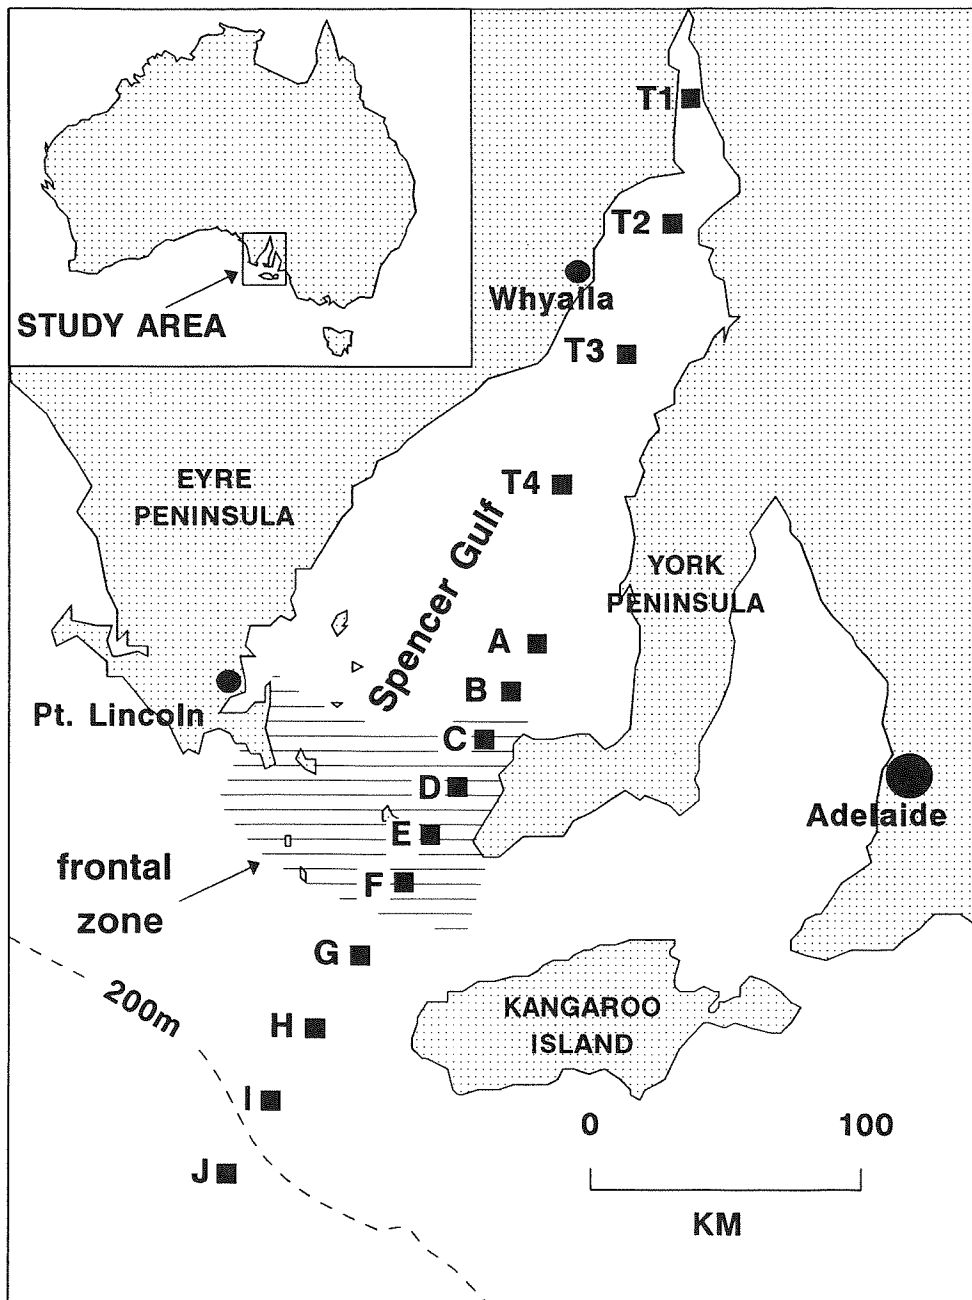 T1
T2
Whyalla
STUDY AREA
T3
EYRE
PENINSULA
T4
Spencer Gulf
YORK
PENINSULA
A
B
Pt. Lincoln
C
D
Adelaide
E
frontal
zone
F
G
200m
KANGAROO
ISLAND
H
I
0 100
J
KM